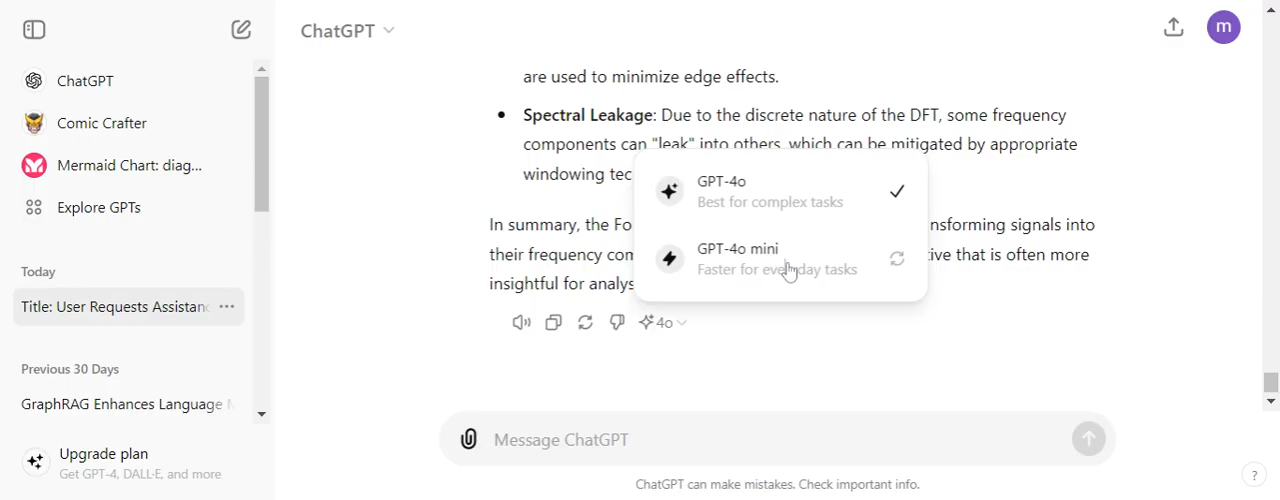 ChatGPT
Comic Crafter
Mermaid Chart: diag...
Explore GPTs
Today
Title: User Requests Assistanc
Previous 30 Days
GraphRAG Enhances Language
Upgrade plan
Get GPT-4, DALL·E, and more
ChatGPT
m
are used to minimize edge effects.
Spectral Leakage: Due to the discrete nature of the DFT, some frequency
components can "leak" into others, which can be mitigated by appropriate
windowing tec
In summary, the Fo nsforming signals into
their frequency com tive that is often more
insightful for analys
GPT-4o
Best for complex tasks
GPT-4o mini
Faster for everyday tasks
4o
Message ChatGPT
ChatGPT can make mistakes. Check important info.
?